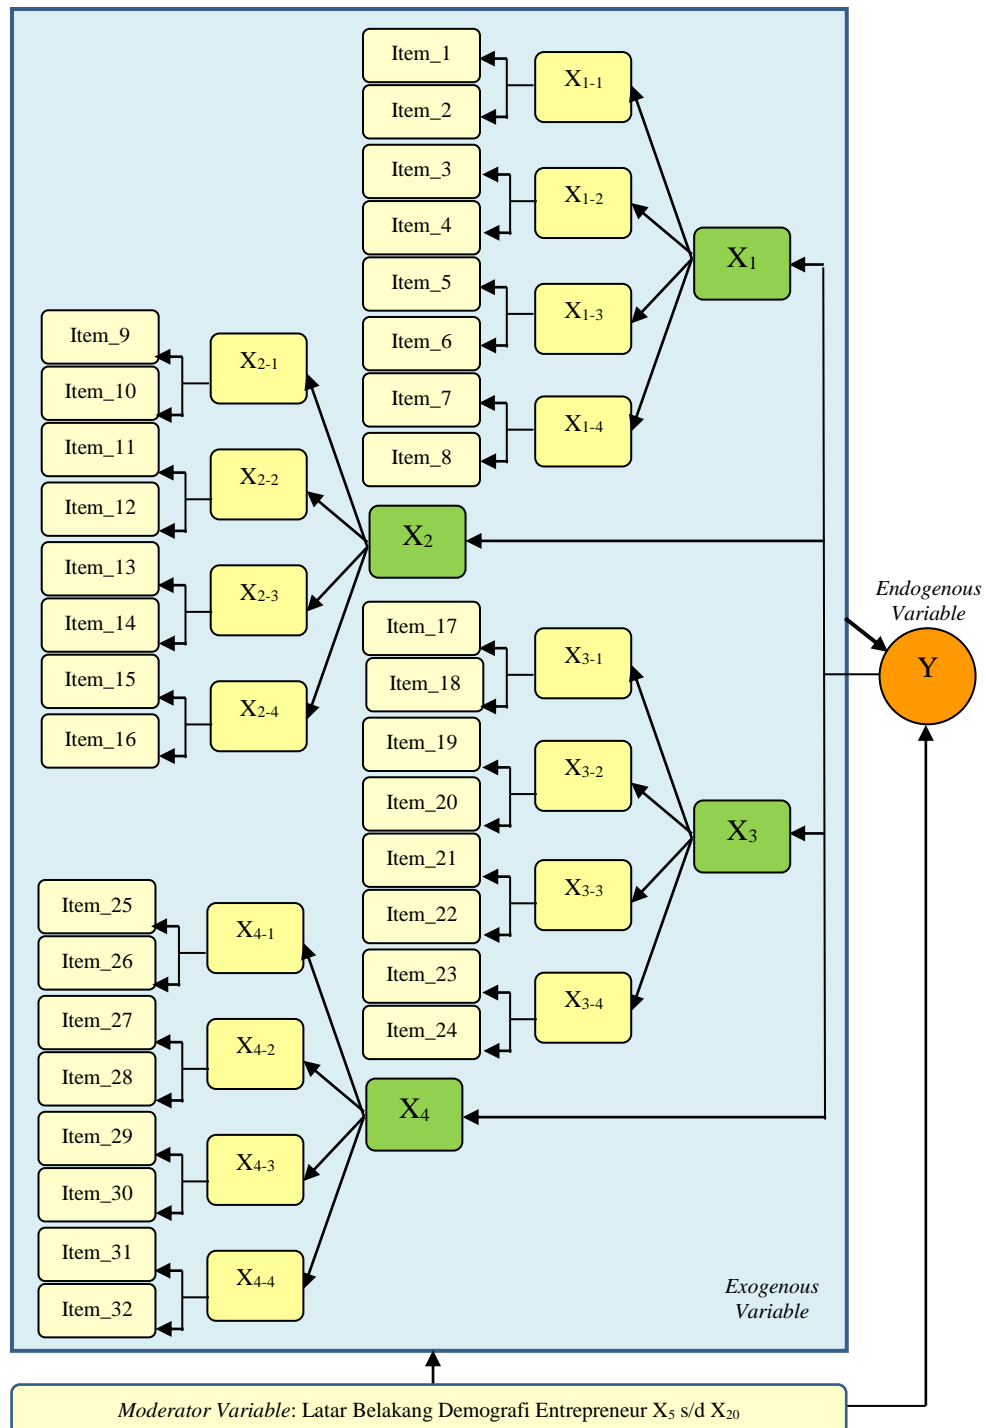 Item_1
Item_2
X1-1
Item_3
Item_4
X1-2
Item_5
Item_6
X1-3
Item_7
Item_8
X1-4
X1
Item_9
Item_10
X2-1
Item_11
Item_12
X2-2
Item_13
Item_14
X2-3
Item_15
Item_16
X2-4
X2
Item_17
Item_18
X3-1
Item_19
Item_20
X3-2
Item_21
Item_22
X3-3
Item_23
Item_24
X3-4
X3
Item_25
Item_26
X4-1
Item_27
Item_28
X4-2
Item_29
Item_30
X4-3
Item_31
Item_32
X4-4
X4
Endogenous
Variable
Y
Exogenous
Variable
Moderator Variable: Latar Belakang Demografi Entrepreneur X5 s/d X20